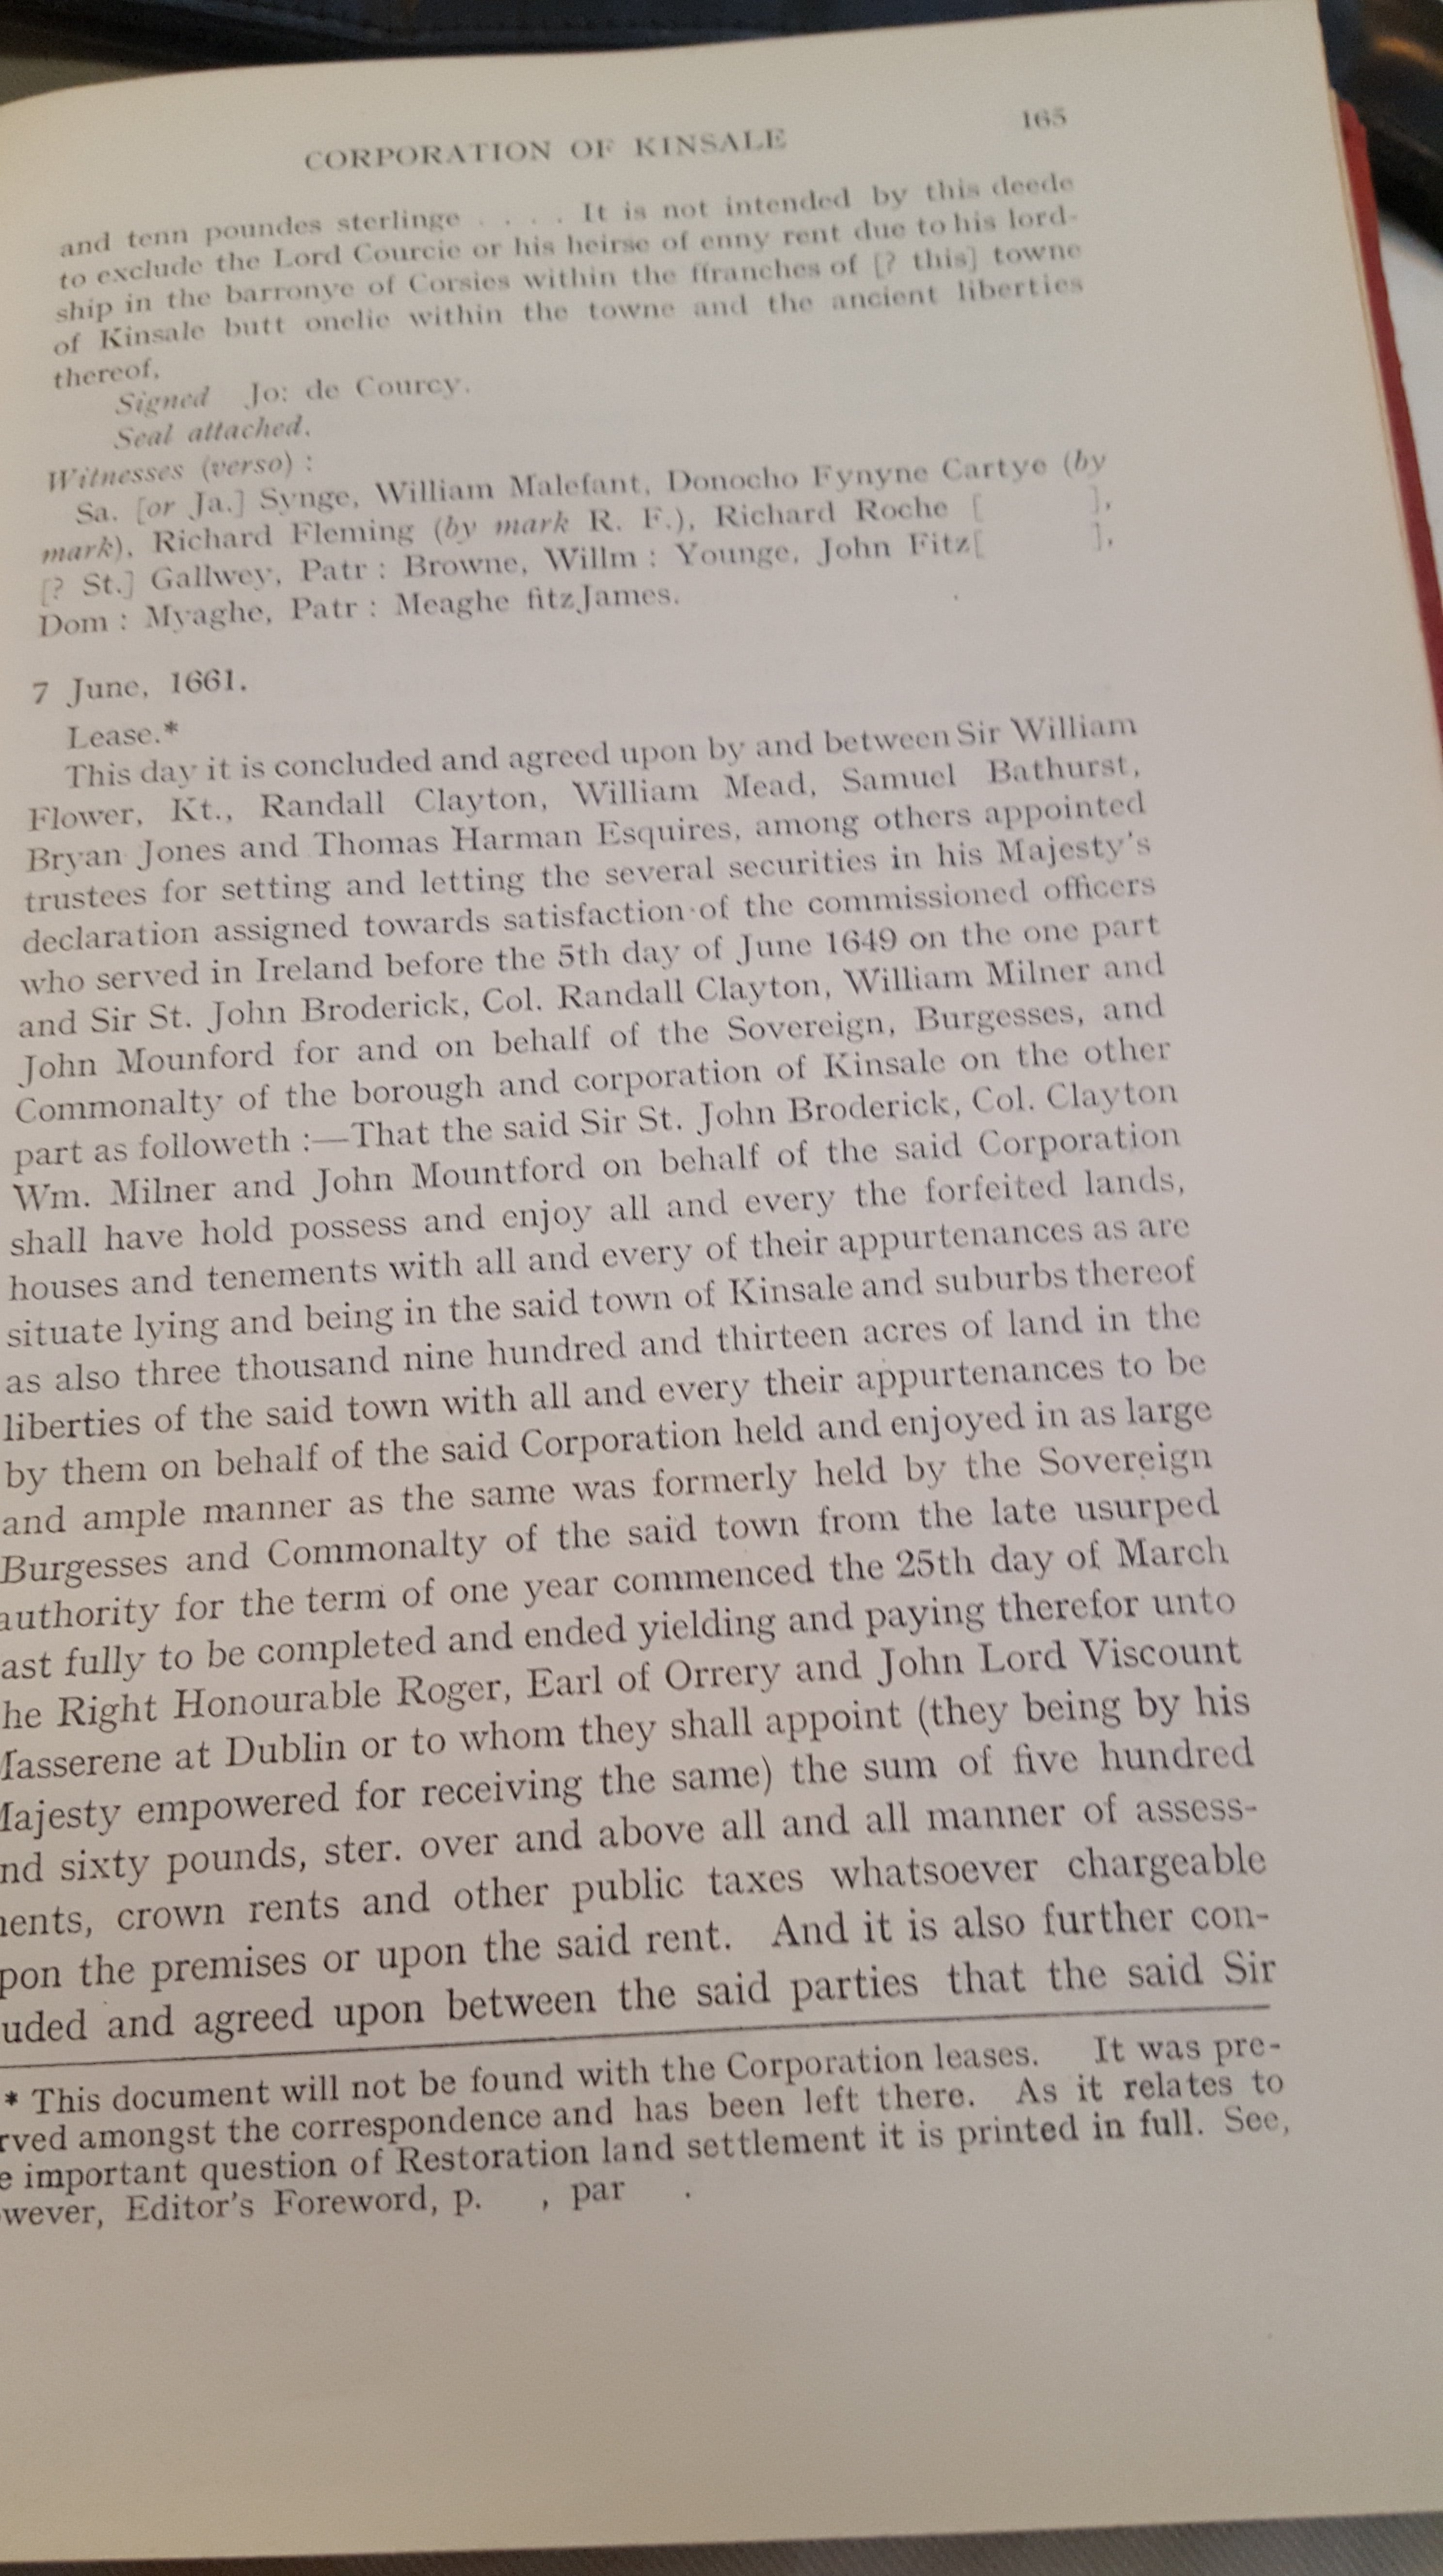 CORPORATION OF KINSALE 165
and tenn poundes sterlinge . . . . It is not intended by this deede
to exclude the Lord Courcie or his heirse of enny rent due to his lord-
ship in the barronye of Corsies within the ffranches of [? this] towne
of Kinsale butt onelie within the towne and the ancient liberties
thereof,
Signed Jo: de Courcy.
Seal attached.
Witnesses (verso) :
Sa. [or Ja.] Synge, William Malefant, Donocho Fynyne Cartye (by
mark), Richard Fleming (by mark R. F.), Richard Roche [ ],
[? St.] Gallwey, Patr : Browne, Willm : Younge, John Fitz[ ],
Dom : Myaghe, Patr : Meaghe fitzJames.
7 June, 1661.
Lease.*
This day it is concluded and agreed upon by and between Sir William
Flower, Kt., Randall Clayton, William Mead, Samuel Bathurst,
Bryan Jones and Thomas Harman Esquires, among others appointed
trustees for setting and letting the several securities in his Majesty's
declaration assigned towards satisfaction of the commissioned officers
who served in Ireland before the 5th day of June 1649 on the one part
and Sir St. John Broderick, Col. Randall Clayton, William Milner and
John Mounford for and on behalf of the Sovereign, Burgesses, and
Commonalty of the borough and corporation of Kinsale on the other
part as followeth :—That the said Sir St. John Broderick, Col. Clayton
Wm. Milner and John Mountford on behalf of the said Corporation
shall have hold possess and enjoy all and every the forfeited lands,
houses and tenements with all and every of their appurtenances as are
situate lying and being in the said town of Kinsale and suburbs thereof
as also three thousand nine hundred and thirteen acres of land in the
liberties of the said town with all and every their appurtenances to be
by them on behalf of the said Corporation held and enjoyed in as large
and ample manner as the same was formerly held by the Sovereign
Burgesses and Commonalty of the said town from the late usurped
authority for the term of one year commenced the 25th day of March
ast fully to be completed and ended yielding and paying therefor unto
he Right Honourable Roger, Earl of Orrery and John Lord Viscount
Masserene at Dublin or to whom they shall appoint (they being by his
Majesty empowered for receiving the same) the sum of five hundred
nd sixty pounds, ster. over and above all and all manner of assess-
ents, crown rents and other public taxes whatsoever chargeable
pon the premises or upon the said rent. And it is also further con-
uded and agreed upon between the said parties that the said Sir
* This document will not be found with the Corporation leases. It was pre-
rved amongst the correspondence and has been left there. As it relates to
e important question of Restoration land settlement it is printed in full. See,
wever, Editor's Foreword, p. , par .